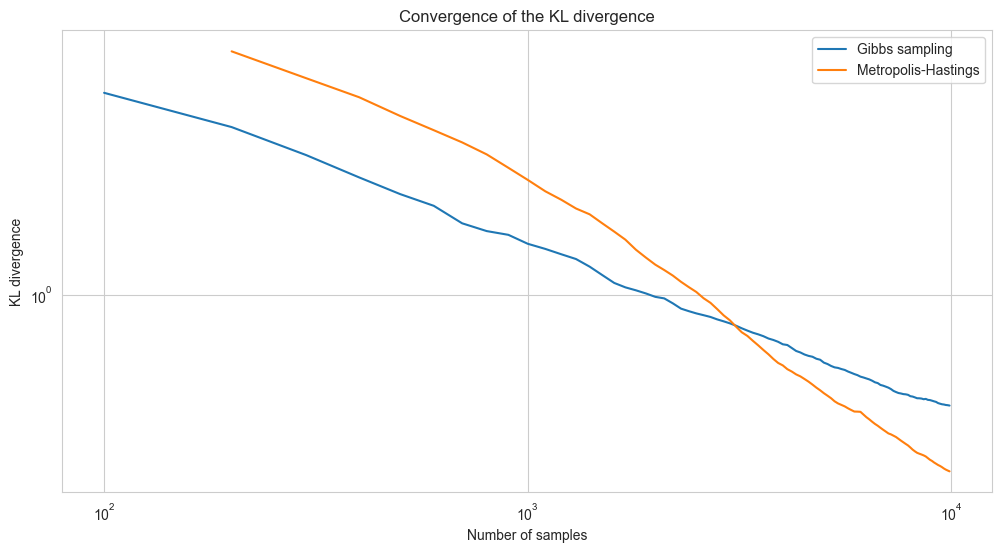 Convergence of the KL divergence
Gibbs sampling
Metropolis-Hastings
KL divergence
10⁰
10² 10³ 10⁴
Number of samples